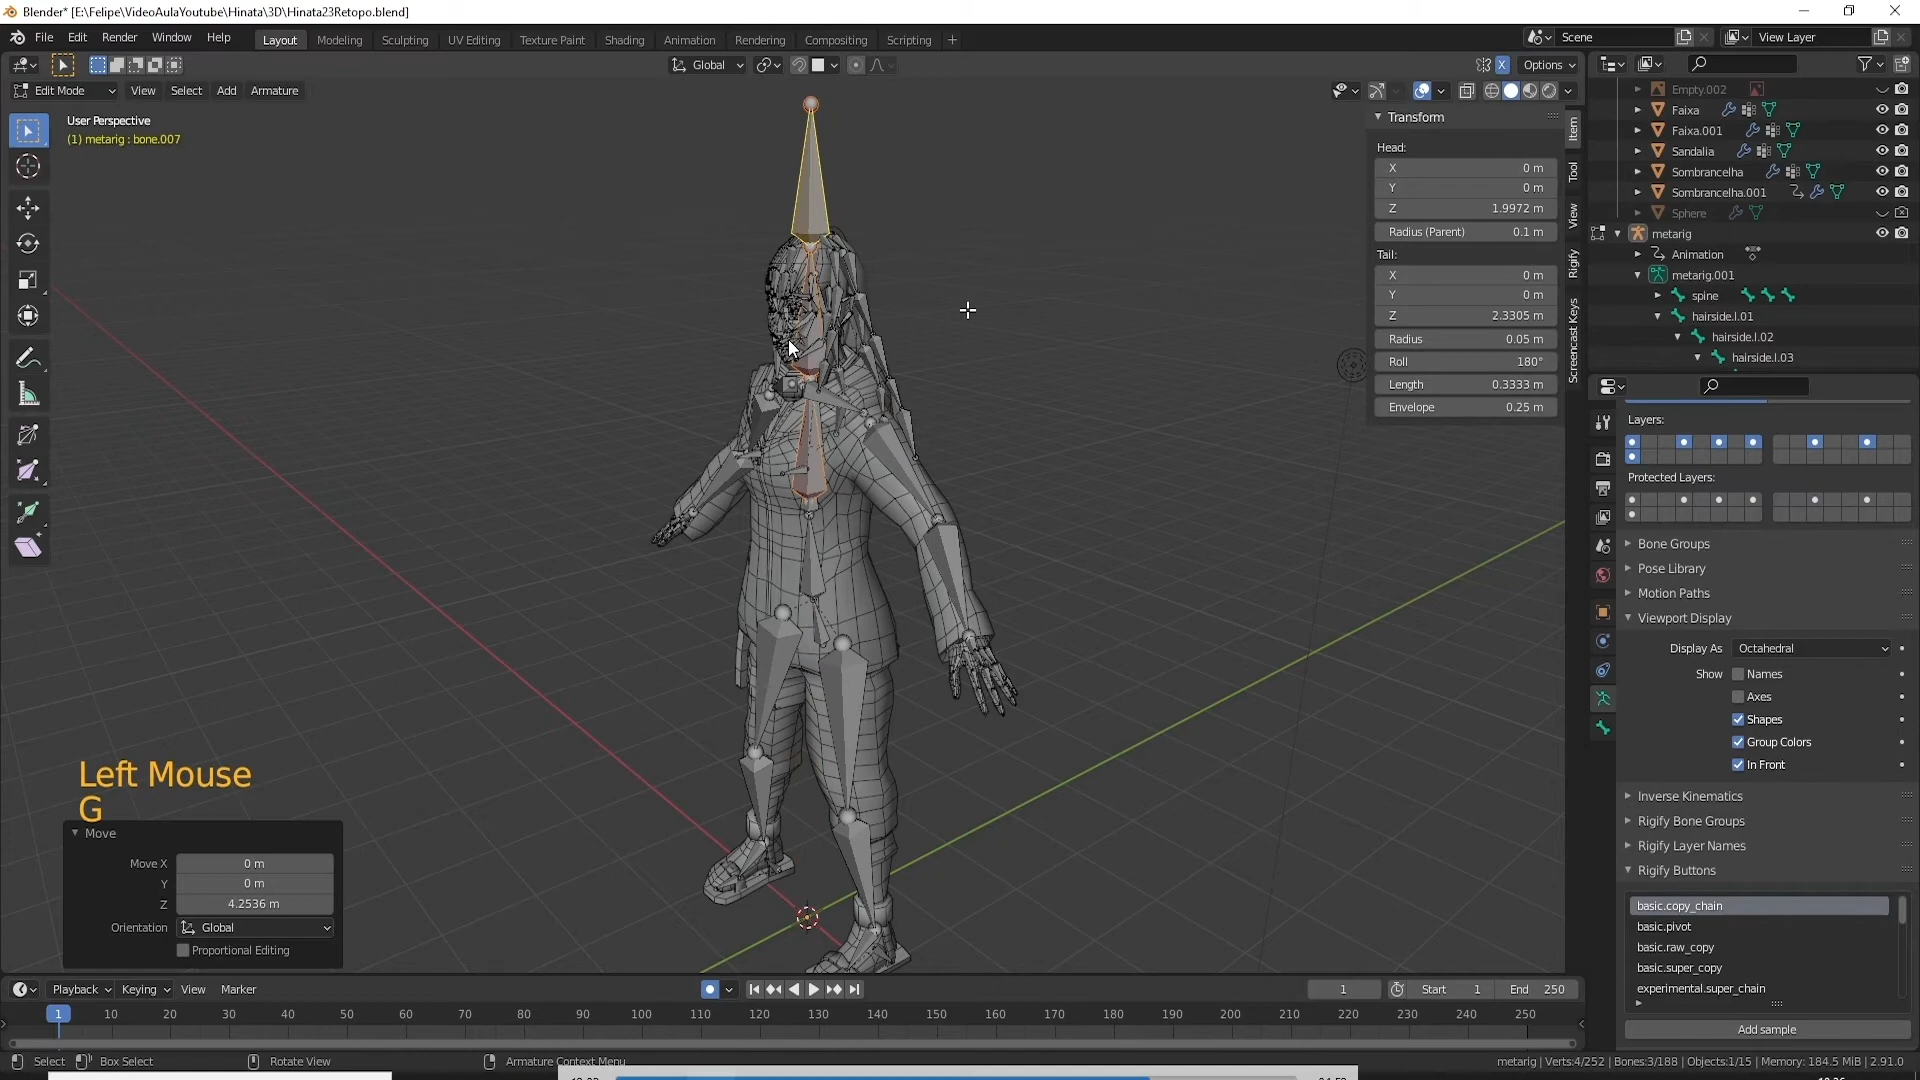 Blender* [E:\Felipe\VideoAulaYoutube\Hinata\3D\Hinata23Retopo.blend]
File Edit Render Window Help Layout Modeling Sculpting UV Editing Texture Paint Shading Animation Rendering Compositing Scripting + Scene View Layer
Global X Options
Edit Mode View Select Add Armature
User Perspective
(1) metarig : bone.007
Transform
Head:
X 0 m
Y 0 m
Z 1.9972 m
Radius (Parent) 0.1 m
Tail:
X 0 m
Y 0 m
Z 2.3305 m
Radius 0.05 m
Roll 180°
Length 0.3333 m
Envelope 0.25 m
Item
Tool
View
Rigify
Screencast Keys
Empty.002
Faixa
Faixa.001
Sandalia
Sombrancelha
Sombrancelha.001
Sphere
metarig
Animation
metarig.001
spine
hairside.l.01
hairside.l.02
hairside.l.03
Layers:
Protected Layers:
Bone Groups
Pose Library
Motion Paths
Viewport Display
Display As Octahedral
Show Names
Axes
Shapes
Group Colors
In Front
Inverse Kinematics
Rigify Bone Groups
Rigify Layer Names
Rigify Buttons
basic.copy_chain
basic.pivot
basic.raw_copy
basic.super_copy
experimental.super_chain
Add sample
Left Mouse
G
Move
Move X 0 m
Y 0 m
Z 4.2536 m
Orientation Global
Proportional Editing
Playback Keying View Marker 1 Start 1 End 250
1 10 20 30 40 50 60 70 80 90 100 110 120 130 140 150 160 170 180 190 200 210 220 230 240 250
Select Box Select Rotate View Armature Context Menu metarig | Verts:4/252 | Bones:3/188 | Objects:1/15 | Memory: 184.5 MiB | 2.91.0